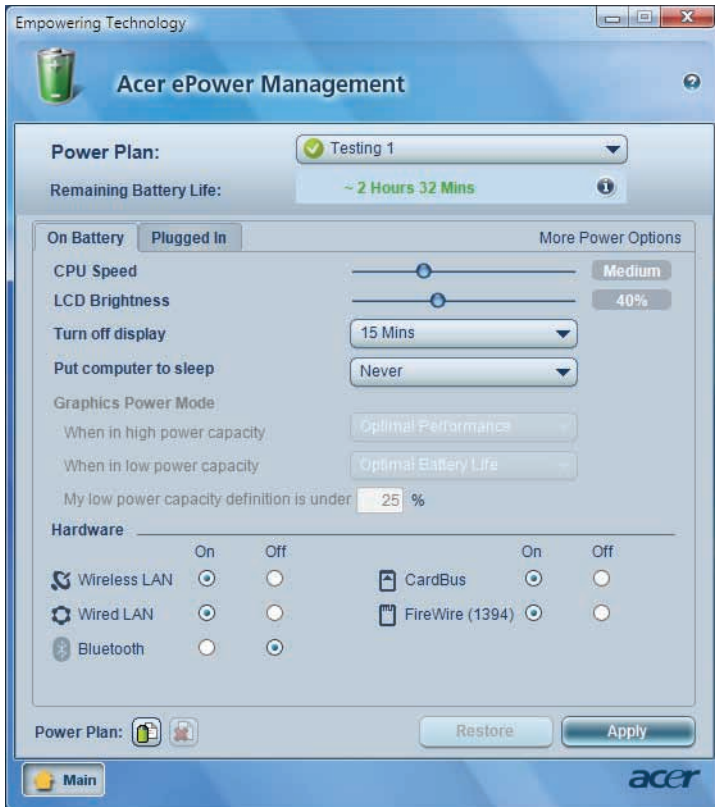 Empowering Technology
Acer ePower Management
Power Plan:
Testing 1
Remaining Battery Life:
~ 2 Hours 32 Mins
On Battery
Plugged In
More Power Options
CPU Speed
Medium
LCD Brightness
40%
Turn off display
15 Mins
Put computer to sleep
Never
Graphics Power Mode
When in high power capacity
Optimal Performance
When in low power capacity
Optimal Battery Life
My low power capacity definition is under 25 %
Hardware
On Off On Off
Wireless LAN
CardBus
Wired LAN
FireWire (1394)
Bluetooth
Power Plan:
Restore
Apply
Main
acer